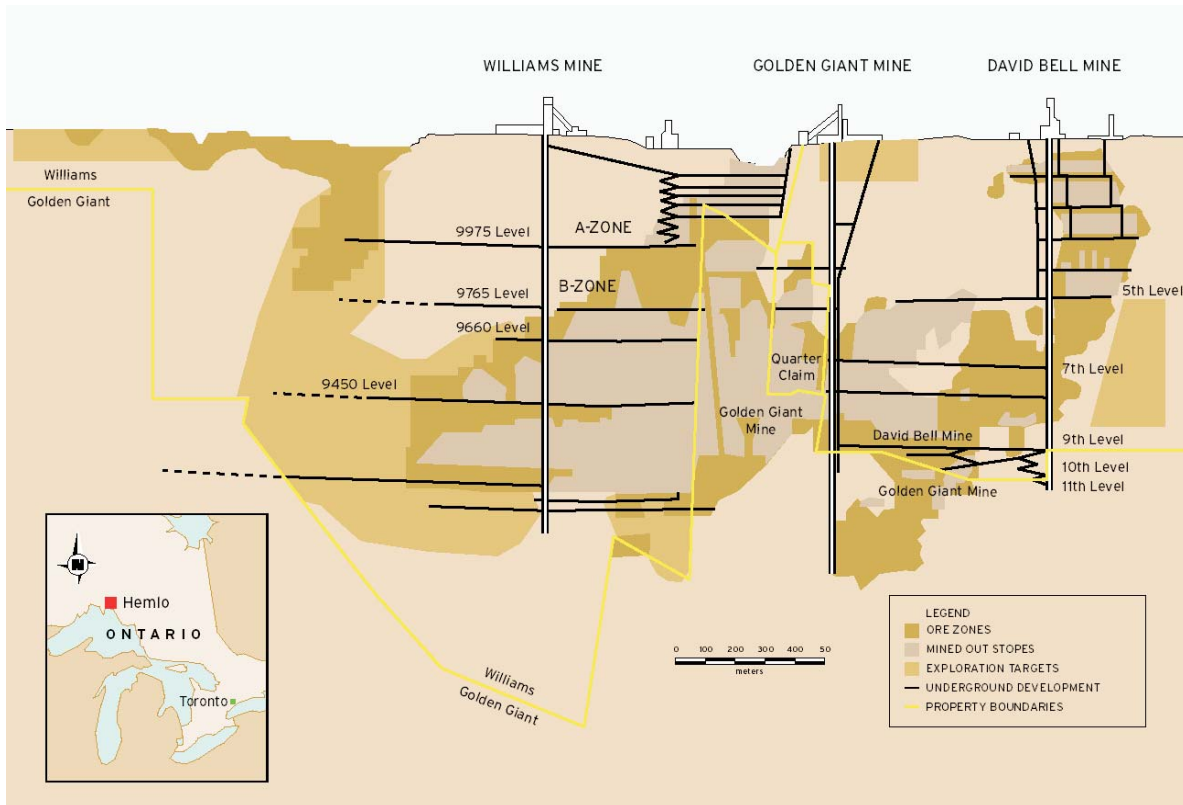 WILLIAMS MINE
GOLDEN GIANT MINE
DAVID BELL MINE
Williams
Golden Giant
9975 Level
A-ZONE
9765 Level
B-ZONE
9660 Level
9450 Level
5th Level
Quarter
Claim
7th Level
Golden Giant
Mine
David Bell Mine
9th Level
10th Level
Golden Giant Mine
11th Level
Williams
Golden Giant
N
Hemlo
ONTARIO
Toronto
0 100 200 300 400 50
meters
LEGEND
ORE ZONES
MINED OUT STOPES
EXPLORATION TARGETS
UNDERGROUND DEVELOPMENT
PROPERTY BOUNDARIES